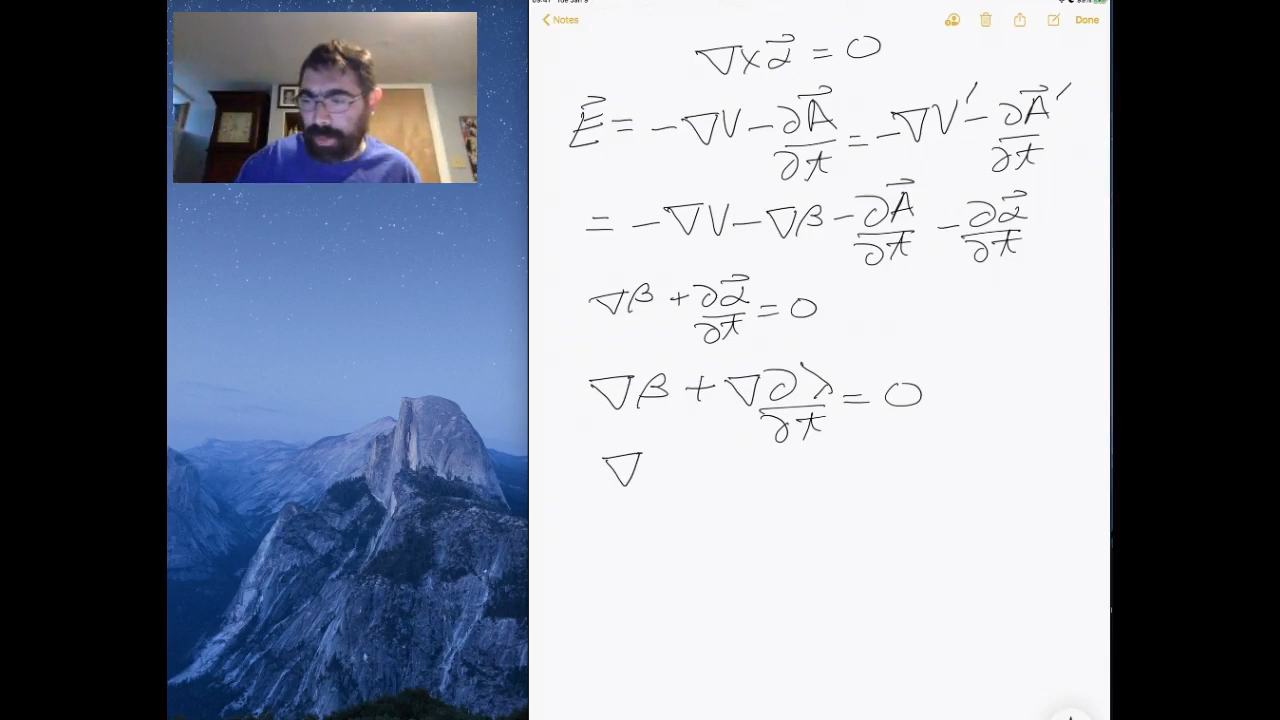 Notes
Done
∇×α⃗ = 0
E⃗ = −∇V − ∂A⃗/∂t = −∇V′ − ∂A⃗′/∂t
= −∇V − ∇β − ∂A⃗/∂t − ∂α⃗/∂t
∇β + ∂α⃗/∂t = 0
∇β + ∇∂λ/∂t = 0
∇